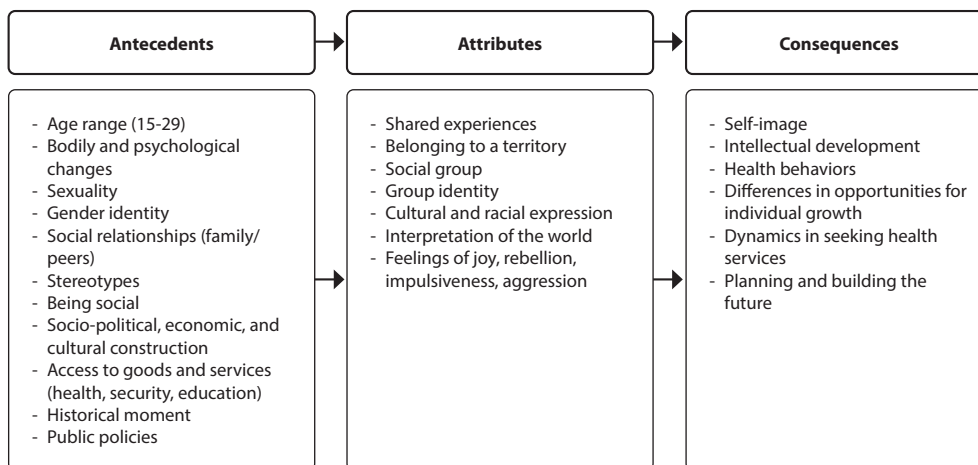 Antecedents
Attributes
Consequences
- Age range (15-29)
- Bodily and psychological
changes
- Sexuality
- Gender identity
- Social relationships (family/
peers)
- Stereotypes
- Being social
- Socio-political, economic, and
cultural construction
- Access to goods and services
(health, security, education)
- Historical moment
- Public policies
- Shared experiences
- Belonging to a territory
- Social group
- Group identity
- Cultural and racial expression
- Interpretation of the world
- Feelings of joy, rebellion,
impulsiveness, aggression
- Self-image
- Intellectual development
- Health behaviors
- Differences in opportunities for
individual growth
- Dynamics in seeking health
services
- Planning and building the
future